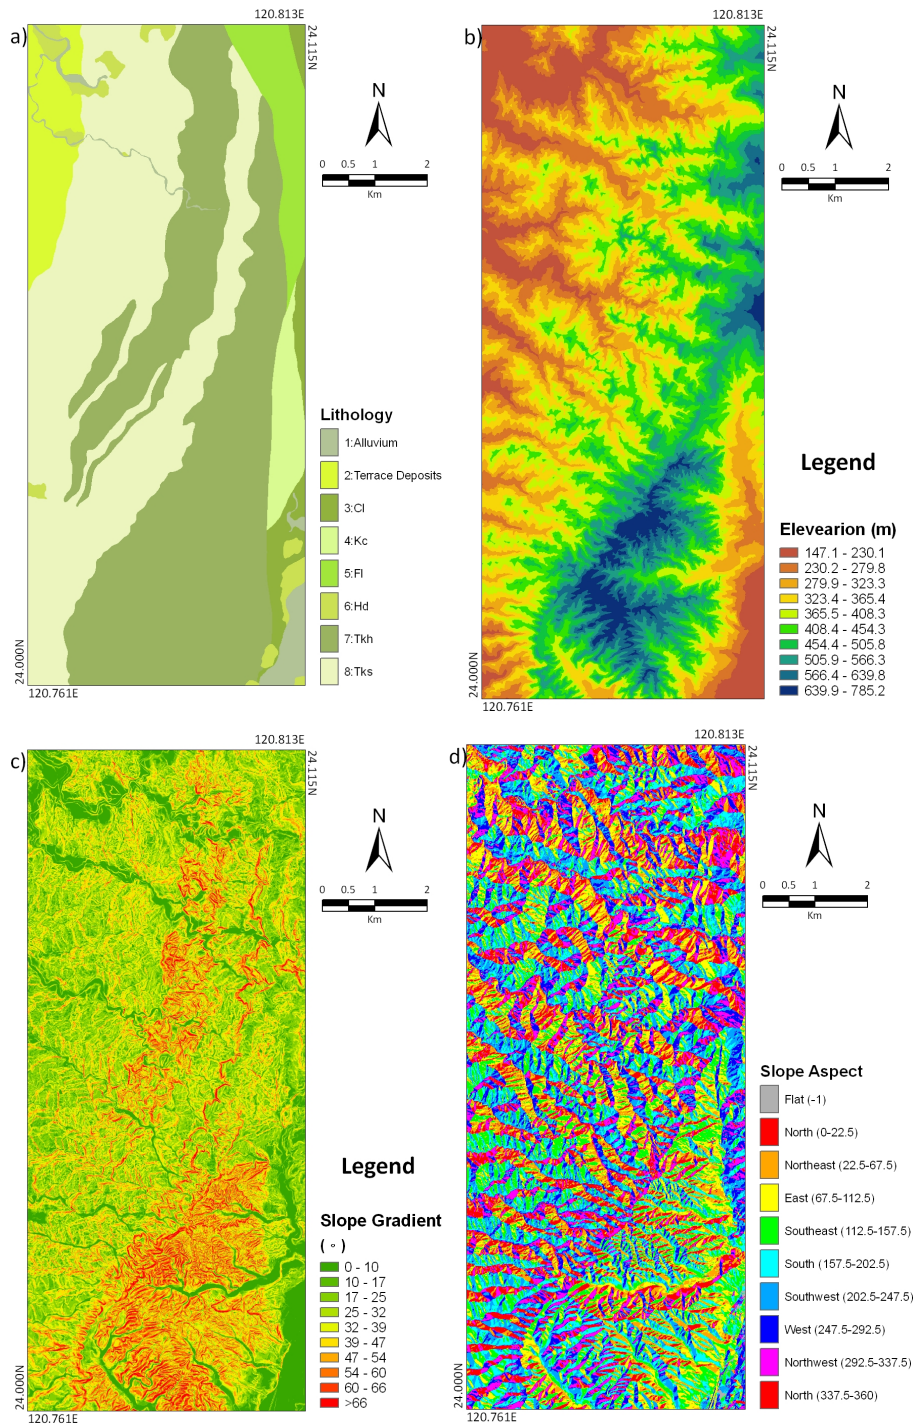 a)
120.813E
24.115N
N
0 0.5 1 2
Km
Lithology
1:Alluvium
2:Terrace Deposits
3:Cl
4:Kc
5:Fl
6:Hd
7:Tkh
8:Tks
24.000N
120.761E
b)
120.813E
24.115N
N
0 0.5 1 2
Km
Legend
Elevearion (m)
147.1 - 230.1
230.2 - 279.8
279.9 - 323.3
323.4 - 365.4
365.5 - 408.3
408.4 - 454.3
454.4 - 505.8
505.9 - 566.3
566.4 - 639.8
639.9 - 785.2
24.000N
120.761E
c)
120.813E
24.115N
N
0 0.5 1 2
Km
Legend
Slope Gradient
( ° )
0 - 10
10 - 17
17 - 25
25 - 32
32 - 39
39 - 47
47 - 54
54 - 60
60 - 66
>66
24.000N
120.761E
d)
120.813E
24.115N
N
0 0.5 1 2
Km
Slope Aspect
Flat (-1)
North (0-22.5)
Northeast (22.5-67.5)
East (67.5-112.5)
Southeast (112.5-157.5)
South (157.5-202.5)
Southwest (202.5-247.5)
West (247.5-292.5)
Northwest (292.5-337.5)
North (337.5-360)
24.000N
120.761E